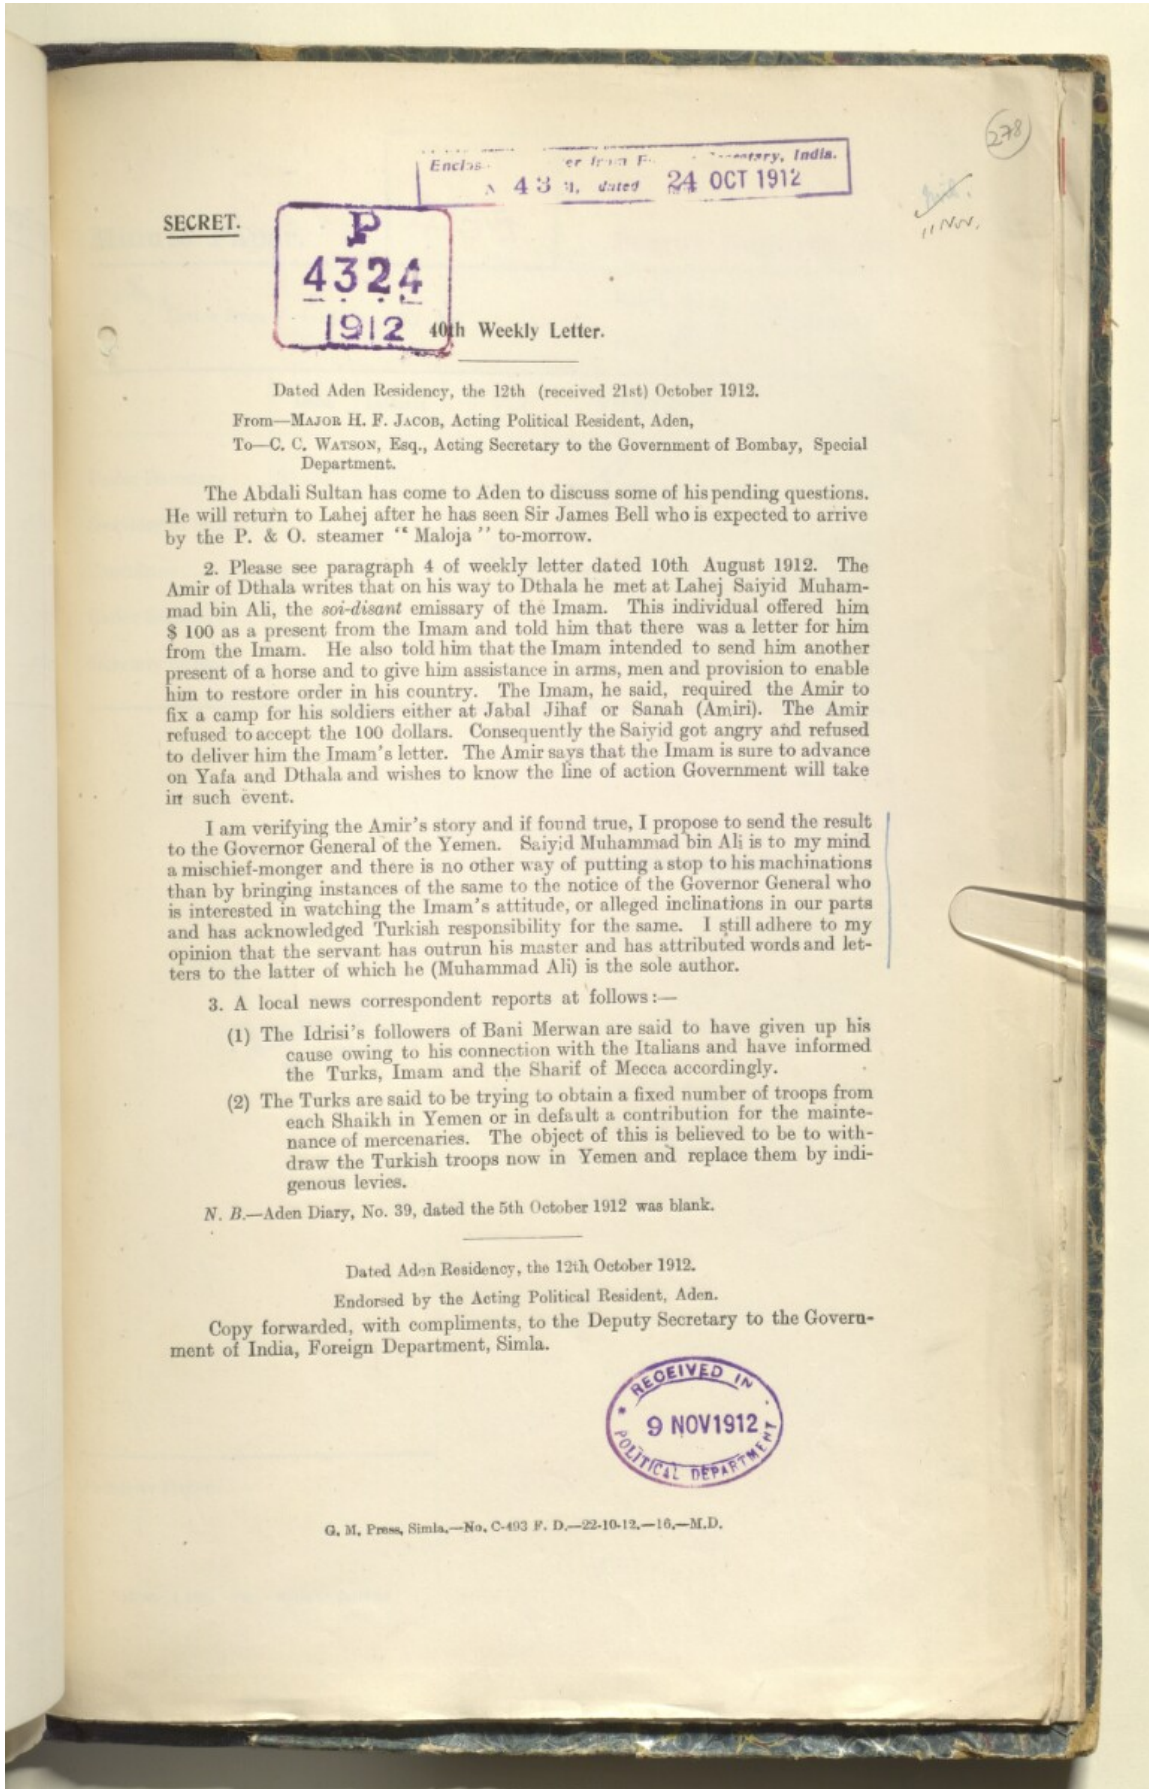 278
Enclos er from F entary, India.
43 M, dated 24 OCT 1912
11 Nov.
SECRET.
P
4324
1912
40th Weekly Letter.
Dated Aden Residency, the 12th (received 21st) October 1912.
From—MAJOR H. F. JACOB, Acting Political Resident, Aden,
To—C. C. WATSON, Esq., Acting Secretary to the Government of Bombay, Special
Department.
The Abdali Sultan has come to Aden to discuss some of his pending questions.
He will return to Lahej after he has seen Sir James Bell who is expected to arrive
by the P. & O. steamer "Maloja" to-morrow.
2. Please see paragraph 4 of weekly letter dated 10th August 1912. The
Amir of Dthala writes that on his way to Dthala he met at Lahej Saiyid Muham-
mad bin Ali, the soi-disant emissary of the Imam. This individual offered him
$ 100 as a present from the Imam and told him that there was a letter for him
from the Imam. He also told him that the Imam intended to send him another
present of a horse and to give him assistance in arms, men and provision to enable
him to restore order in his country. The Imam, he said, required the Amir to
fix a camp for his soldiers either at Jabal Jihaf or Sanah (Amiri). The Amir
refused to accept the 100 dollars. Consequently the Saiyid got angry and refused
to deliver him the Imam's letter. The Amir says that the Imam is sure to advance
on Yafa and Dthala and wishes to know the line of action Government will take
in such event.
I am verifying the Amir's story and if found true, I propose to send the result
to the Governor General of the Yemen. Saiyid Muhammad bin Ali is to my mind
a mischief-monger and there is no other way of putting a stop to his machinations
than by bringing instances of the same to the notice of the Governor General who
is interested in watching the Imam's attitude, or alleged inclinations in our parts
and has acknowledged Turkish responsibility for the same. I still adhere to my
opinion that the servant has outrun his master and has attributed words and let-
ters to the latter of which he (Muhammad Ali) is the sole author.
3. A local news correspondent reports at follows:—
(1) The Idrisi's followers of Bani Merwan are said to have given up his
cause owing to his connection with the Italians and have informed
the Turks, Imam and the Sharif of Mecca accordingly.
(2) The Turks are said to be trying to obtain a fixed number of troops from
each Shaikh in Yemen or in default a contribution for the mainte-
nance of mercenaries. The object of this is believed to be to with-
draw the Turkish troops now in Yemen and replace them by indi-
genous levies.
N. B.—Aden Diary, No. 39, dated the 5th October 1912 was blank.
Dated Aden Residency, the 12th October 1912.
Endorsed by the Acting Political Resident, Aden.
Copy forwarded, with compliments, to the Deputy Secretary to the Govern-
ment of India, Foreign Department, Simla.
* RECEIVED IN
9 NOV 1912
POLITICAL DEPARTMENT
G. M. Press, Simla.—No. C-493 F. D.—22-10-12.—16.—M.D.